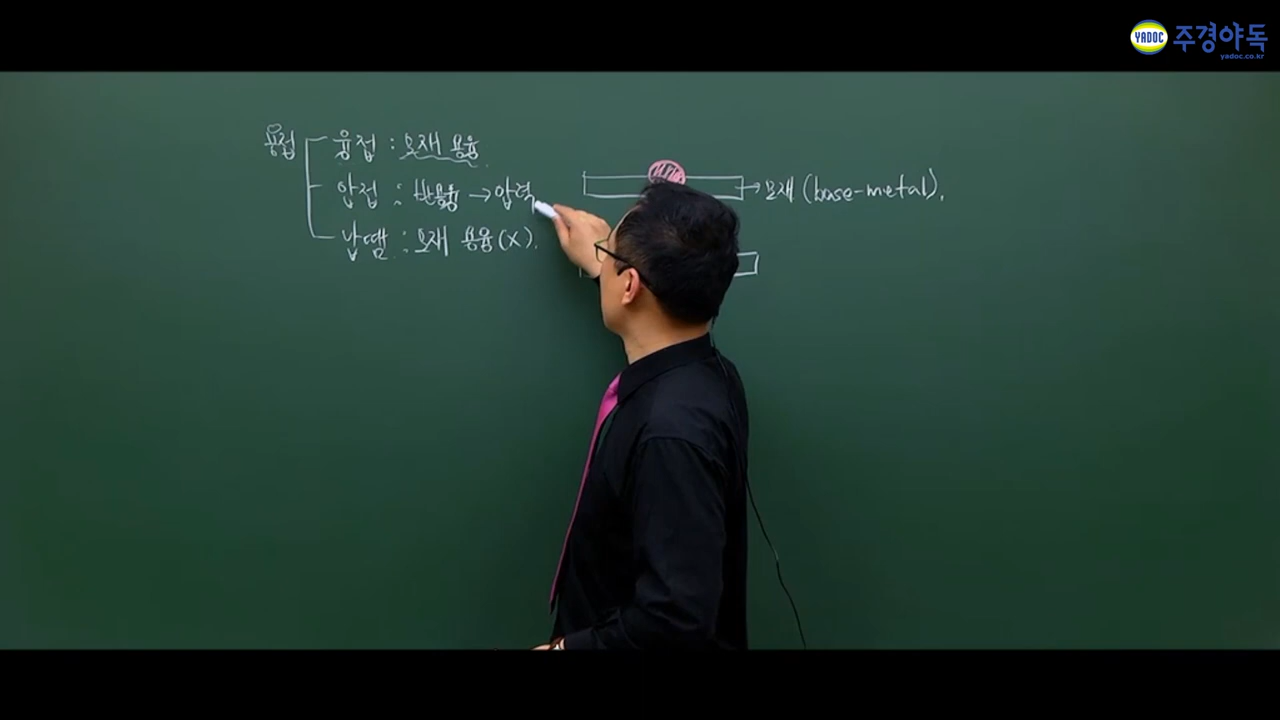 YADOC 주경야독
yadoc.co.kr
용접 융접 : 모재 용융
압접 : 반용융 → 압력
납땜 : 모재 용융(X).
→ 모재 (base-metal).